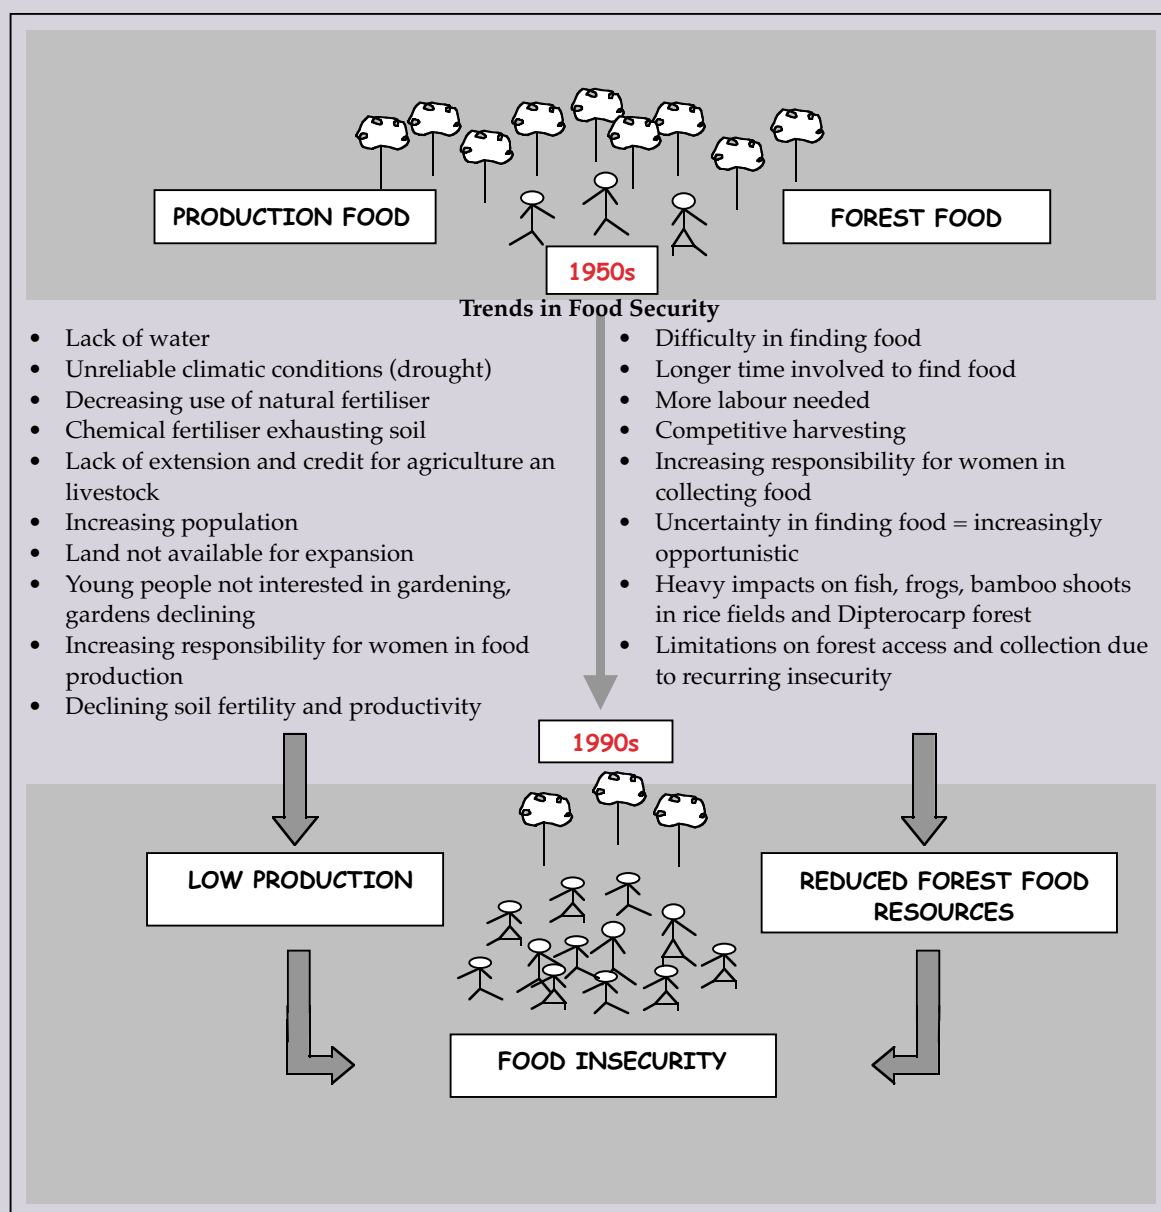 PRODUCTION FOOD
FOREST FOOD
1950s
Trends in Food Security
• Lack of water
• Unreliable climatic conditions (drought)
• Decreasing use of natural fertiliser
• Chemical fertiliser exhausting soil
• Lack of extension and credit for agriculture an
livestock
• Increasing population
• Land not available for expansion
• Young people not interested in gardening,
gardens declining
• Increasing responsibility for women in food
production
• Declining soil fertility and productivity
• Difficulty in finding food
• Longer time involved to find food
• More labour needed
• Competitive harvesting
• Increasing responsibility for women in
collecting food
• Uncertainty in finding food = increasingly
opportunistic
• Heavy impacts on fish, frogs, bamboo shoots
in rice fields and Dipterocarp forest
• Limitations on forest access and collection due
to recurring insecurity
1990s
LOW PRODUCTION
REDUCED FOREST FOOD
RESOURCES
FOOD INSECURITY